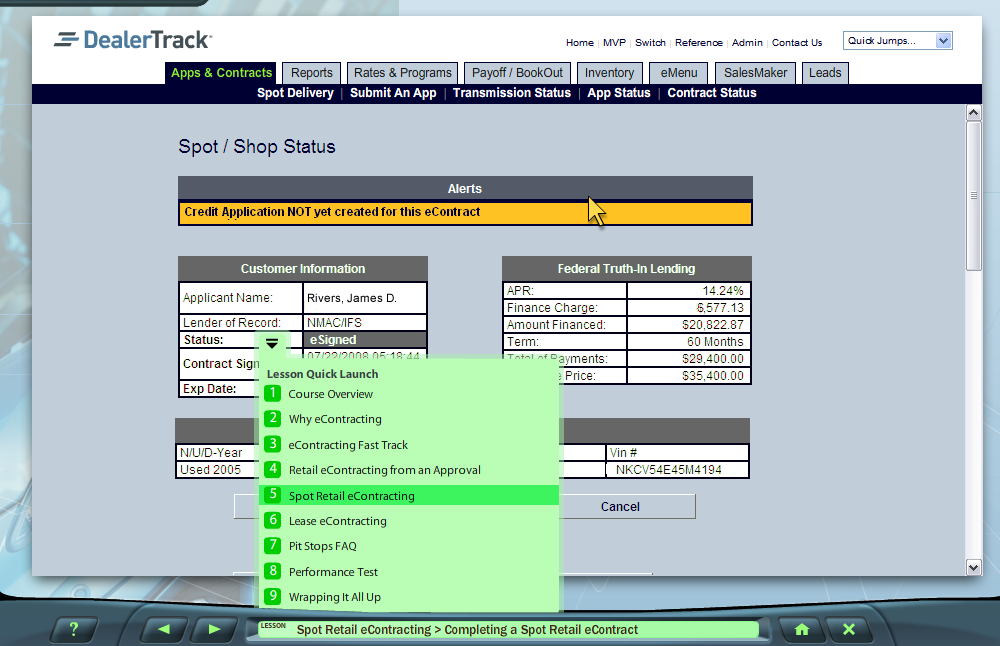 DealerTrack
Home | MVP | Switch | Reference | Admin | Contact Us
Quick Jumps...
Apps & Contracts
Reports
Rates & Programs
Payoff / BookOut
Inventory
eMenu
SalesMaker
Leads
Spot Delivery | Submit An App | Transmission Status | App Status | Contract Status
Spot / Shop Status
Alerts
Credit Application NOT yet created for this eContract
Customer Information
Applicant Name: Rivers, James D.
Lender of Record: NMAC/IFS
Status: eSigned
Contract Sign 07/22/2008 05:18:44
Exp Date:
Federal Truth-In Lending
APR: 14.24%
Finance Charge: 6,577.13
Amount Financed: $20,822.87
Term: 60 Months
Total of Payments: $29,400.00
e Price: $35,400.00
N/U/D-Year
Vin #
Used 2005
NKCV54E45M4194
Cancel
Lesson Quick Launch
1 Course Overview
2 Why eContracting
3 eContracting Fast Track
4 Retail eContracting from an Approval
5 Spot Retail eContracting
6 Lease eContracting
7 Pit Stops FAQ
8 Performance Test
9 Wrapping It All Up
?
LESSON Spot Retail eContracting > Completing a Spot Retail eContract